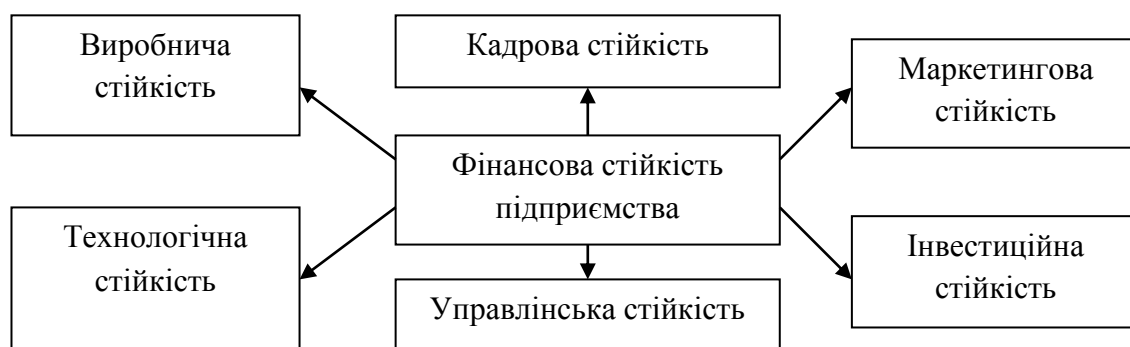 Виробнича
стійкість
Кадрова стійкість
Маркетингова
стійкість
Фінансова стійкість
підприємства
Технологічна
стійкість
Управлінська стійкість
Інвестиційна
стійкість